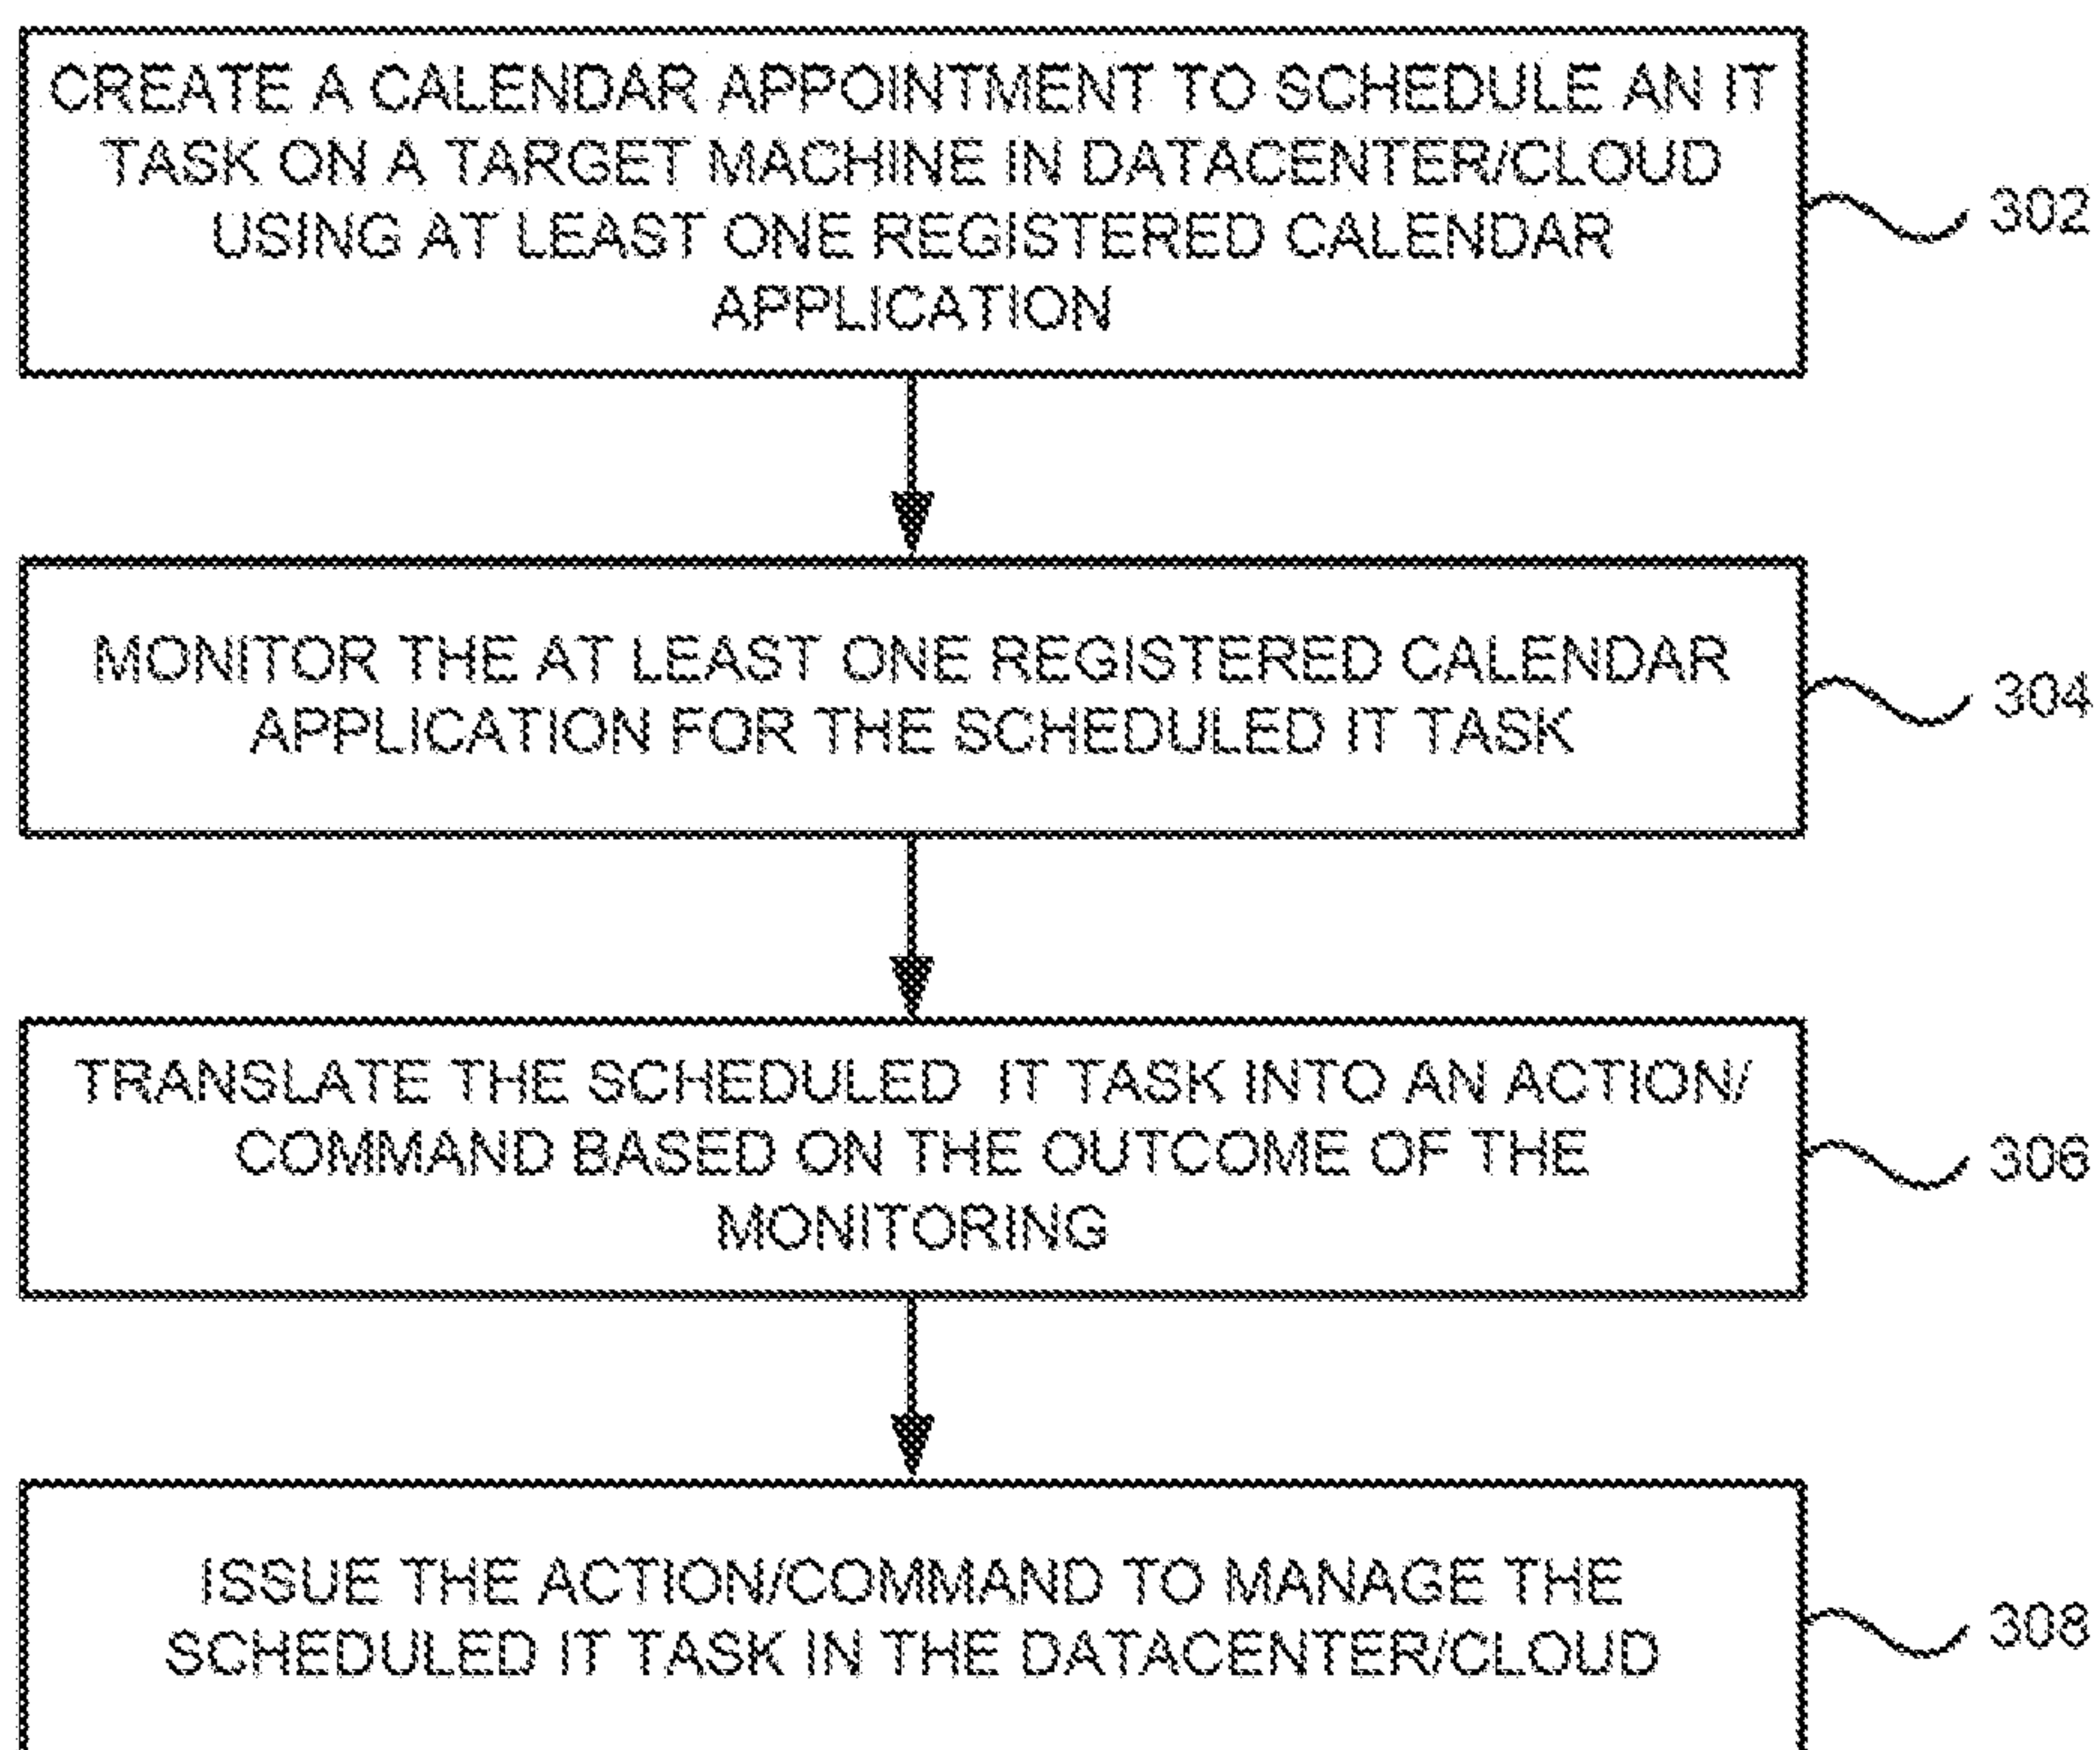 CREATE A CALENDAR APPOINTMENT TO SCHEDULE AN IT
TASK ON A TARGET MACHINE IN DATACENTER/CLOUD
USING AT LEAST ONE REGISTERED CALENDAR
APPLICATION
302
MONITOR THE AT LEAST ONE REGISTERED CALENDAR
APPLICATION FOR THE SCHEDULED IT TASK
304
TRANSLATE THE SCHEDULED IT TASK INTO AN ACTION/
COMMAND BASED ON THE OUTCOME OF THE
MONITORING
306
ISSUE THE ACTION/COMMAND TO MANAGE THE
SCHEDULED IT TASK IN THE DATACENTER/CLOUD
308